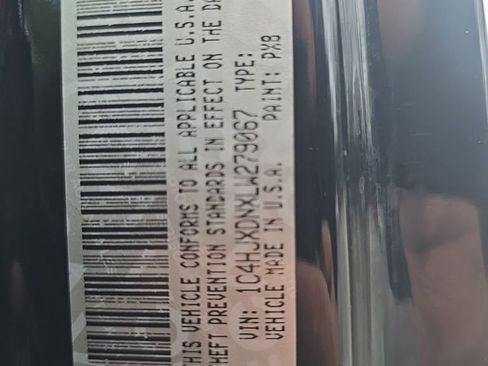 THIS VEHICLE CONFORMS TO ALL APPLICABLE U.S.A.
THEFT PREVENTION STANDARDS IN EFFECT ON THE DA
VIN: 1C4HJXDNXLW279067 TYPE:
VEHICLE MADE IN U.S.A. PAINT: PX8